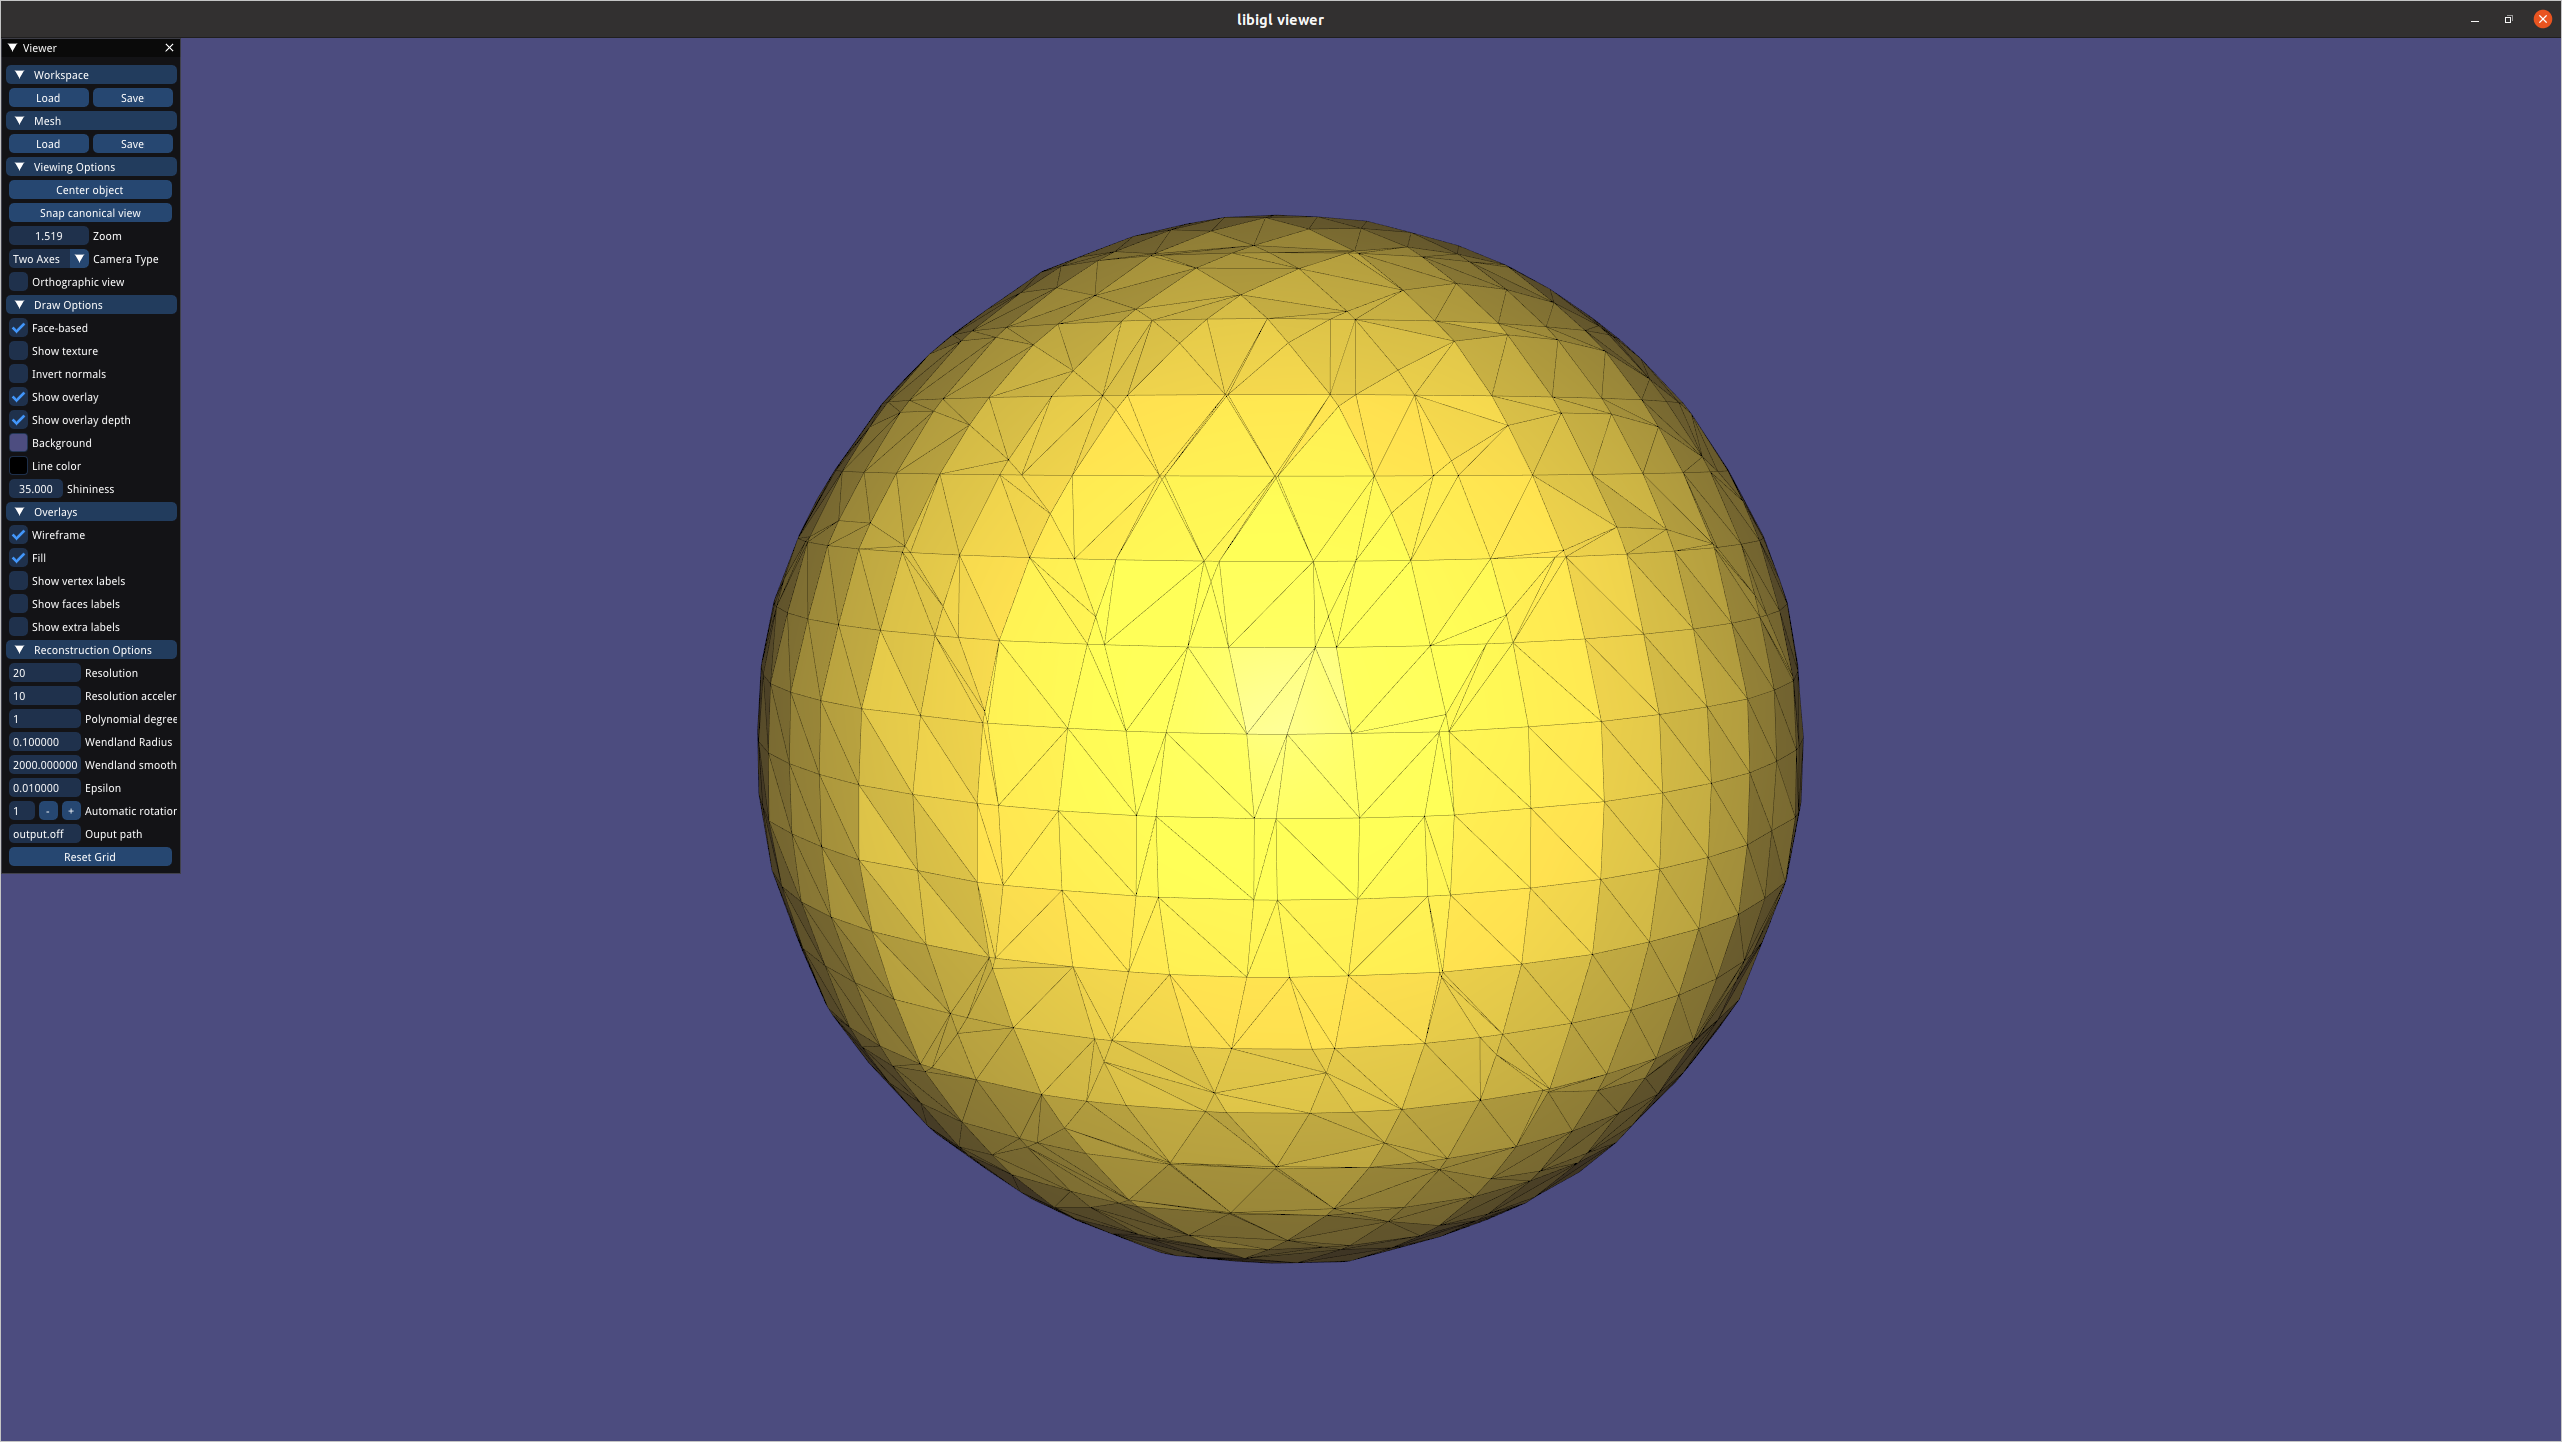 libigl viewer
Viewer
Workspace
Load Save
Mesh
Load Save
Viewing Options
Center object
Snap canonical view
1.519 Zoom
Two Axes Camera Type
Orthographic view
Draw Options
Face-based
Show texture
Invert normals
Show overlay
Show overlay depth
Background
Line color
35.000 Shininess
Overlays
Wireframe
Fill
Show vertex labels
Show faces labels
Show extra labels
Reconstruction Options
20 Resolution
10 Resolution acceler
1 Polynomial degree
0.100000 Wendland Radius
2000.000000 Wendland smooth
0.010000 Epsilon
1 - + Automatic rotation
output.off Ouput path
Reset Grid